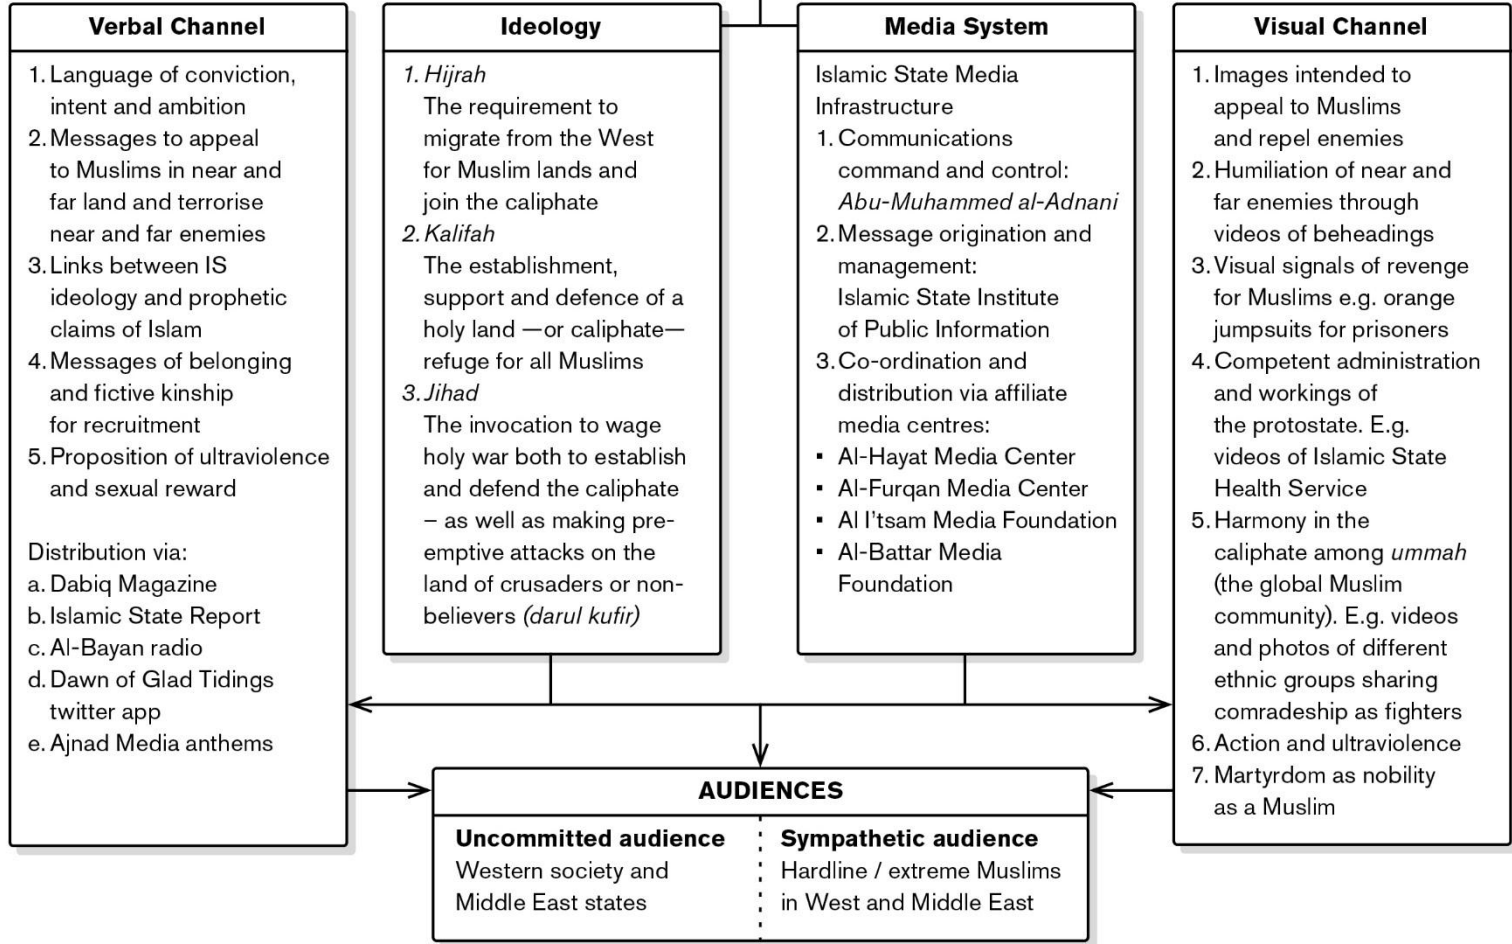 Verbal Channel
1. Language of conviction,
intent and ambition
2. Messages to appeal
to Muslims in near and
far land and terrorise
near and far enemies
3. Links between IS
ideology and prophetic
claims of Islam
4. Messages of belonging
and fictive kinship
for recruitment
5. Proposition of ultraviolence
and sexual reward
Distribution via:
a. Dabiq Magazine
b. Islamic State Report
c. Al-Bayan radio
d. Dawn of Glad Tidings
twitter app
e. Ajnad Media anthems
Ideology
1. Hijrah
The requirement to
migrate from the West
for Muslim lands and
join the caliphate
2. Kalifah
The establishment,
support and defence of a
holy land —or caliphate—
refuge for all Muslims
3. Jihad
The invocation to wage
holy war both to establish
and defend the caliphate
– as well as making pre-
emptive attacks on the
land of crusaders or non-
believers (darul kufir)
Media System
Islamic State Media
Infrastructure
1. Communications
command and control:
Abu-Muhammed al-Adnani
2. Message origination and
management:
Islamic State Institute
of Public Information
3. Co-ordination and
distribution via affiliate
media centres:
▪ Al-Hayat Media Center
▪ Al-Furqan Media Center
▪ Al I’tsam Media Foundation
▪ Al-Battar Media
Foundation
Visual Channel
1. Images intended to
appeal to Muslims
and repel enemies
2. Humiliation of near and
far enemies through
videos of beheadings
3. Visual signals of revenge
for Muslims e.g. orange
jumpsuits for prisoners
4. Competent administration
and workings of
the protostate. E.g.
videos of Islamic State
Health Service
5. Harmony in the
caliphate among ummah
(the global Muslim
community). E.g. videos
and photos of different
ethnic groups sharing
comradeship as fighters
6. Action and ultraviolence
7. Martyrdom as nobility
as a Muslim
AUDIENCES
Uncommitted audience
Western society and
Middle East states
Sympathetic audience
Hardline / extreme Muslims
in West and Middle East